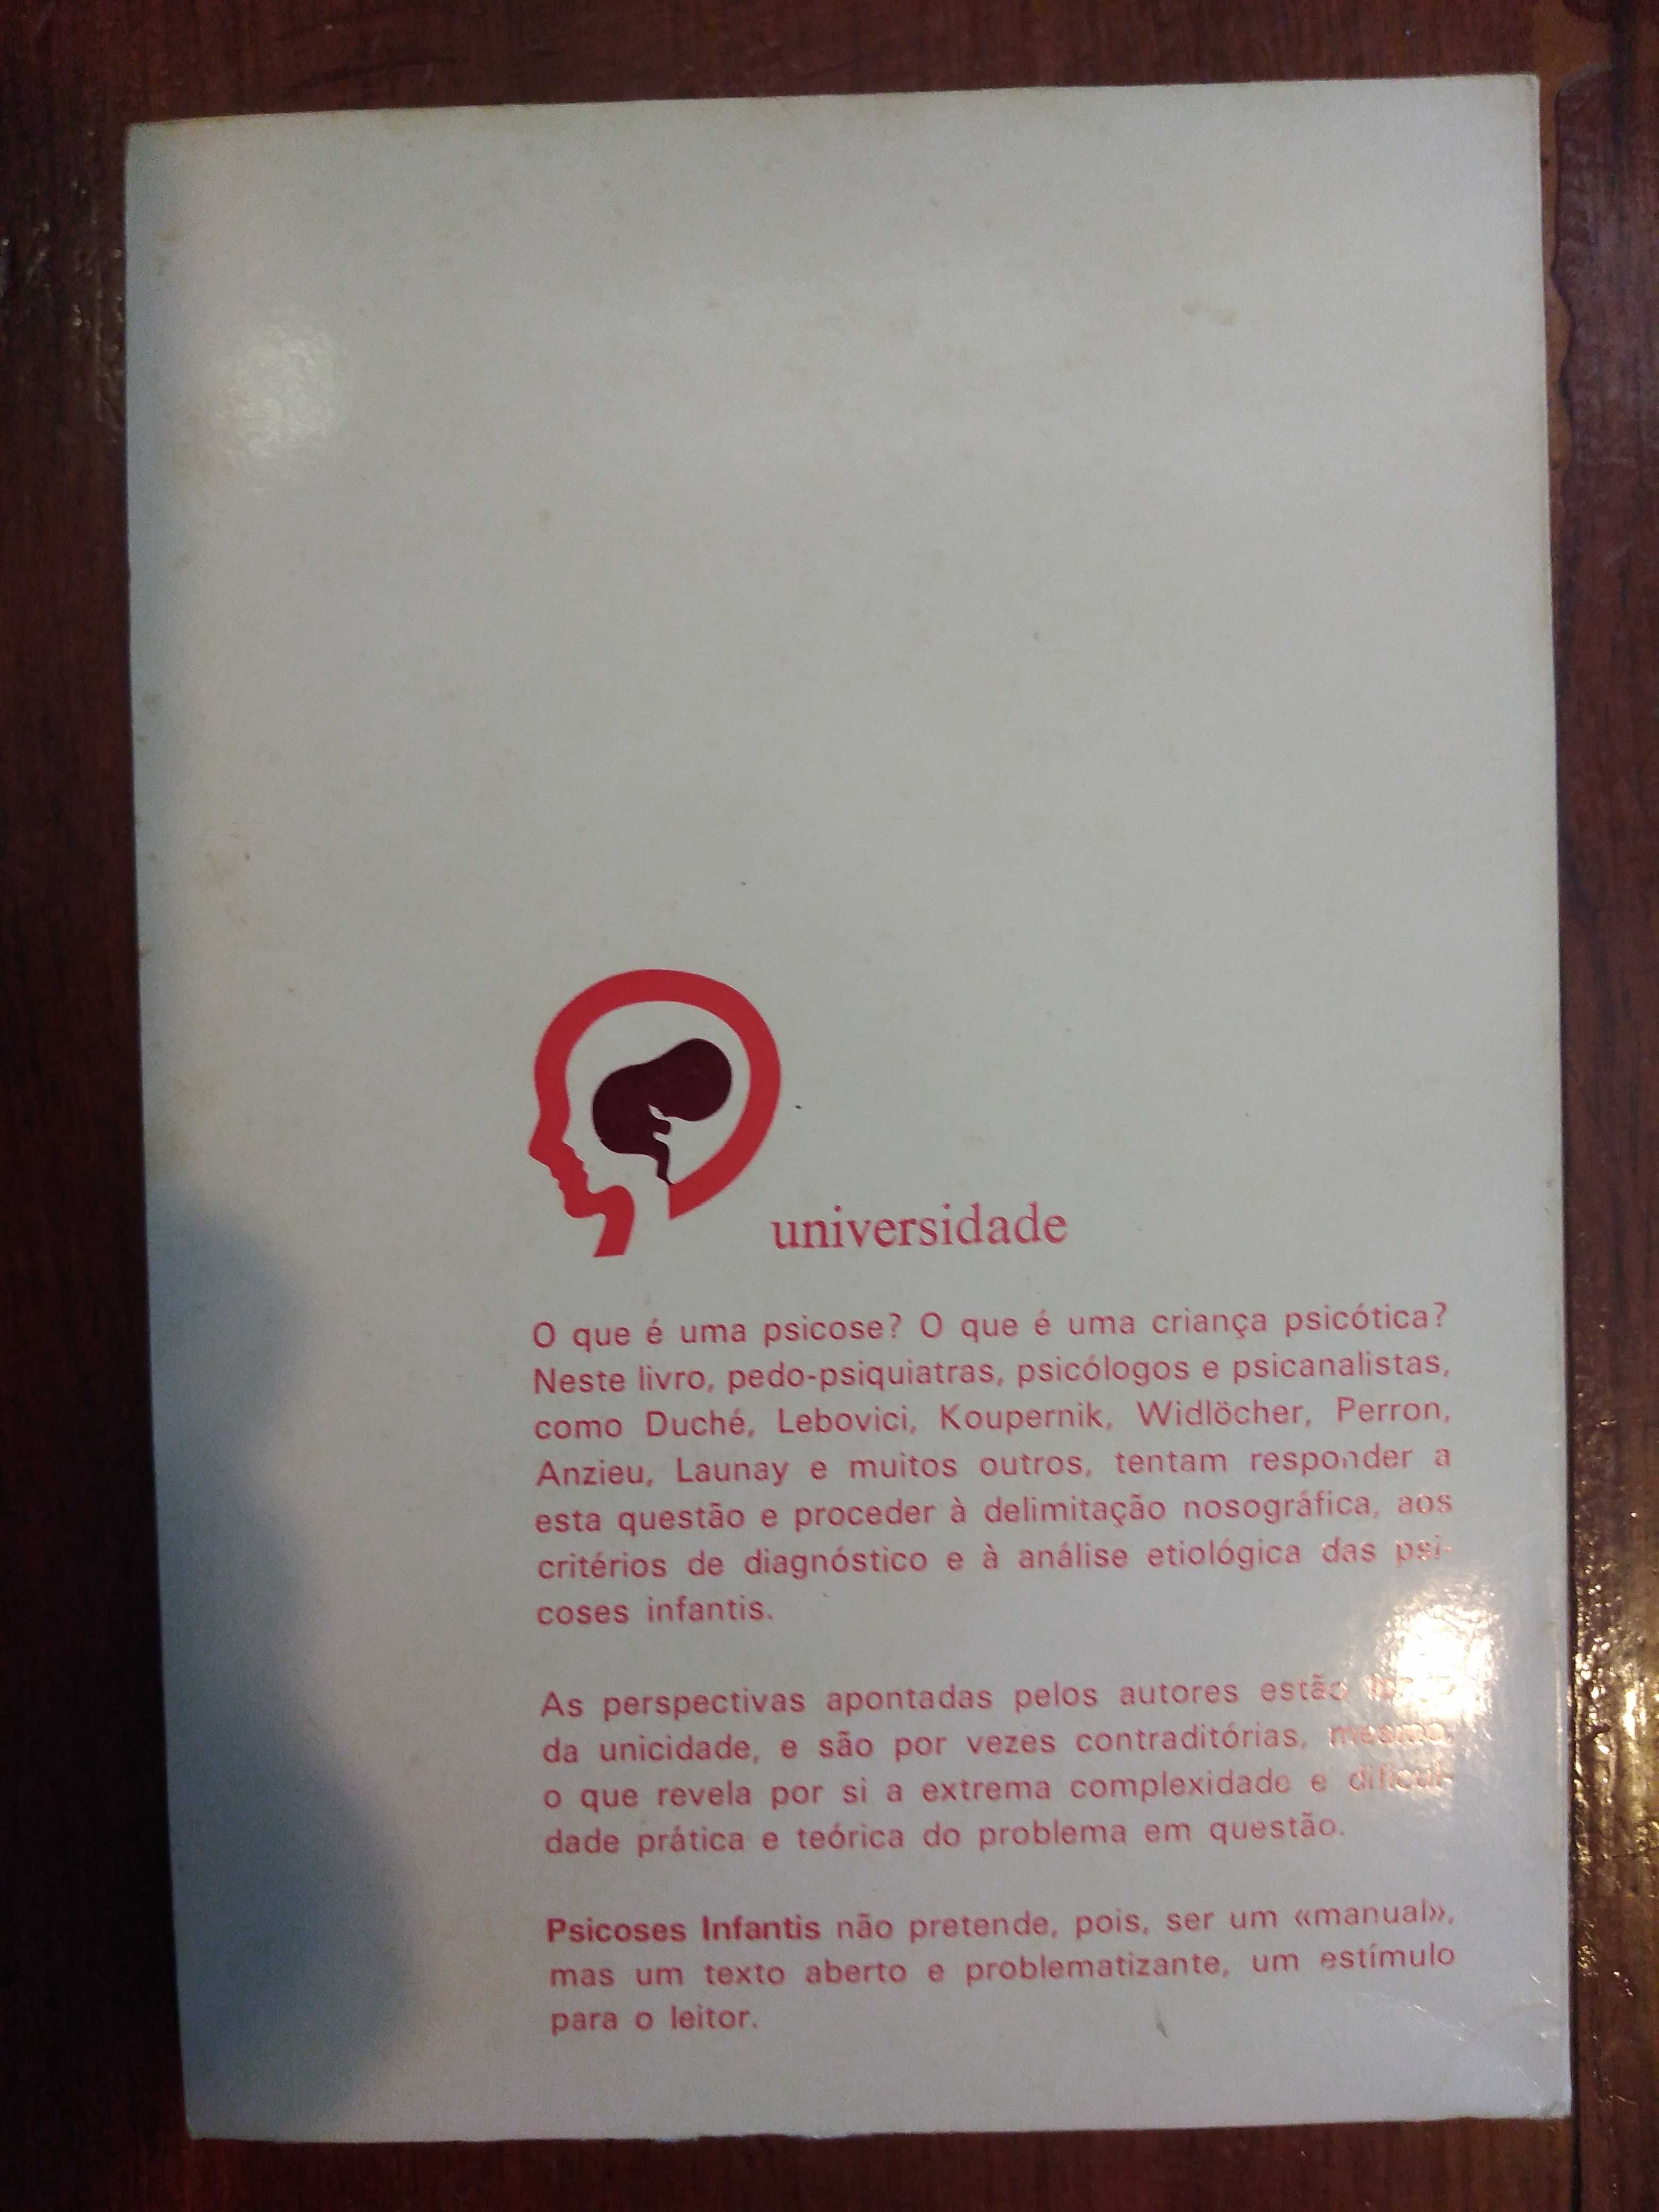 universidade
O que é uma psicose? O que é uma criança psicótica?
Neste livro, pedo-psiquiatras, psicólogos e psicanalistas,
como Duché, Lebovici, Koupernik, Widlöcher, Perron,
Anzieu, Launay e muitos outros, tentam responder a
esta questão e proceder à delimitação nosográfica, aos
critérios de diagnóstico e à análise etiológica das psi-
coses infantis.
As perspectivas apontadas pelos autores estão
da unicidade, e são por vezes contraditórias, mesmo,
o que revela por si a extrema complexidade e dificul-
dade prática e teórica do problema em questão.
Psicoses Infantis não pretende, pois, ser um «manual»,
mas um texto aberto e problematizante, um estímulo
para o leitor.